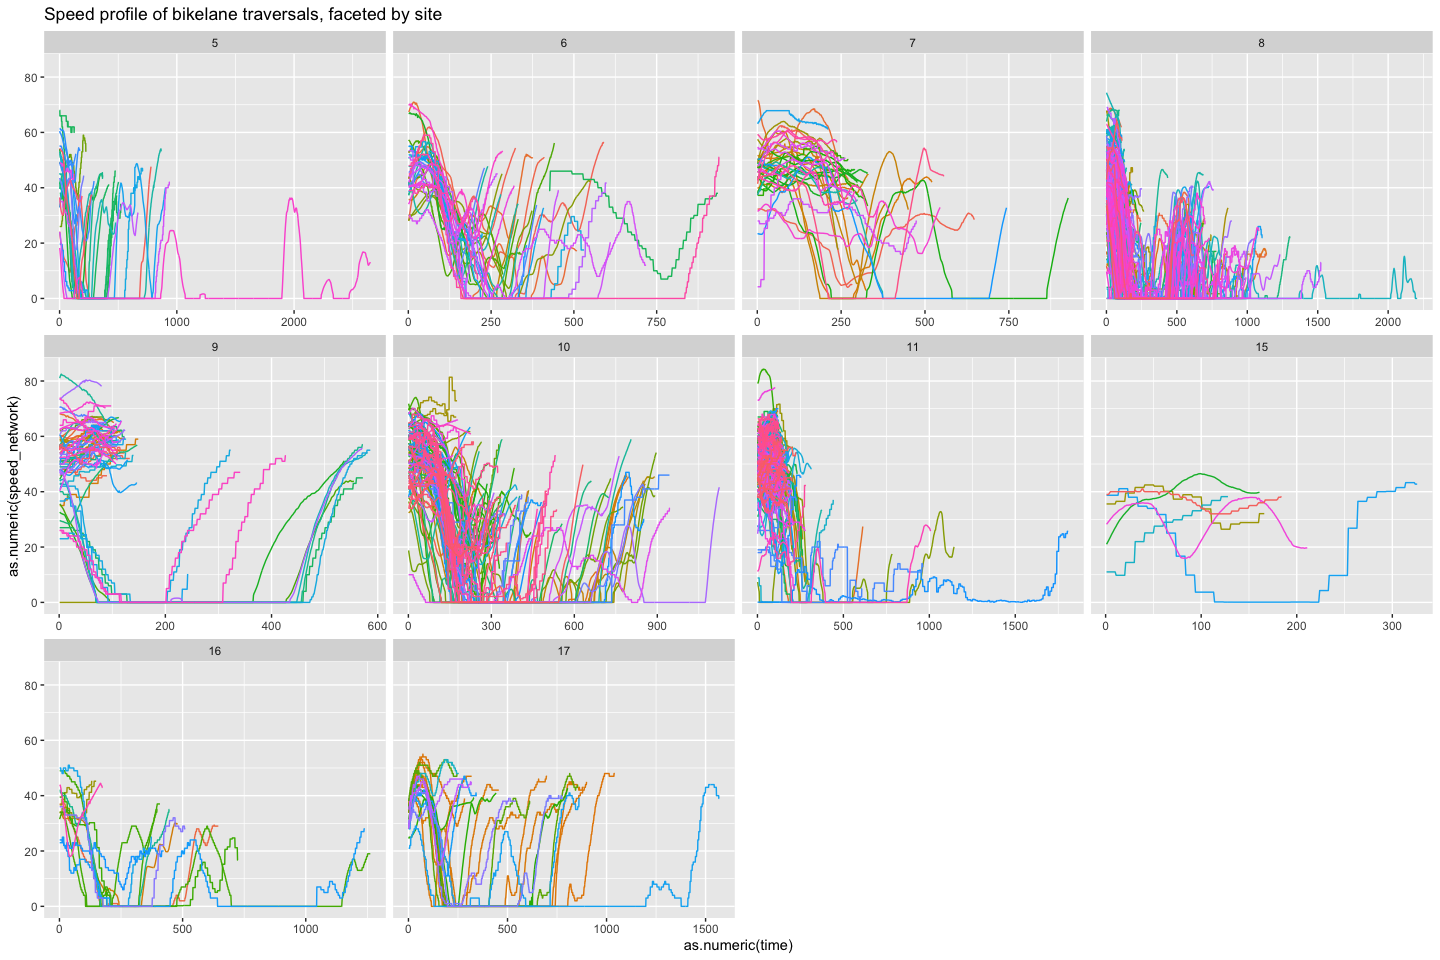 Speed profile of bikelane traversals, faceted by site
5 6 7 8
80
60
40
20
0
0 1000 2000
0 250 500 750
0 250 500 750
0 500 1000 1500 2000
9 10 11 15
80
60
40
20
0
0 200 400 600
0 300 600 900
0 500 1000 1500
0 100 200 300
16 17
80
60
40
20
0
0 500 1000
0 500 1000 1500
as.numeric(speed_network)
as.numeric(time)